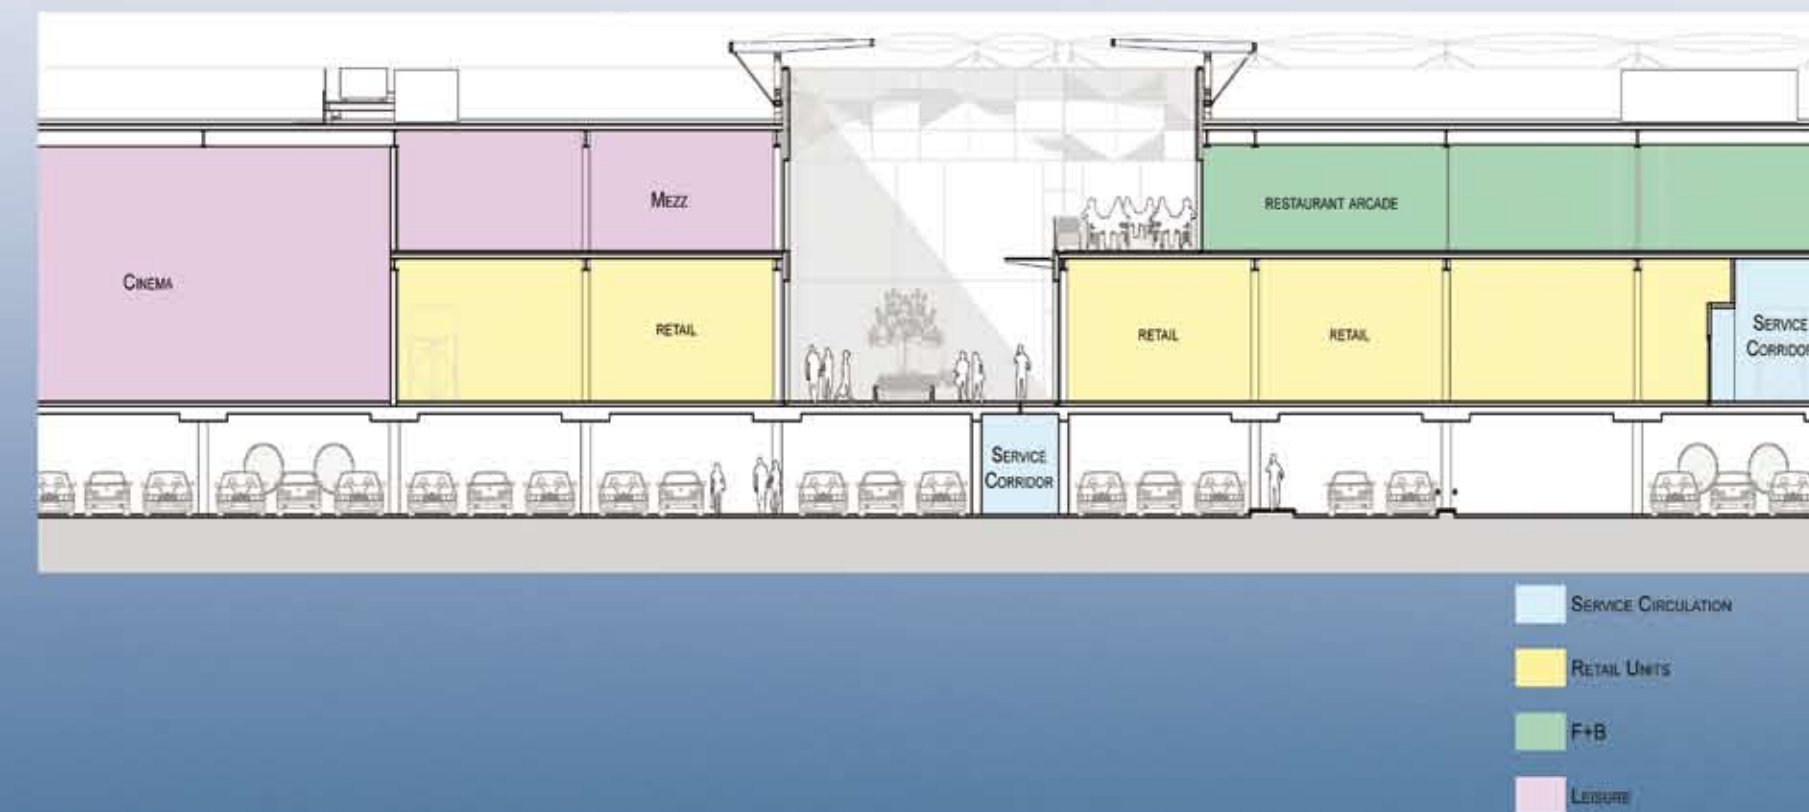 MEZZ
RESTAURANT ARCADE
CINEMA
RETAIL
RETAIL
RETAIL
SERVICE
CORRIDOR
SERVICE
CORRIDOR
SERVICE CIRCULATION
RETAIL UNITS
F+B
LEISURE